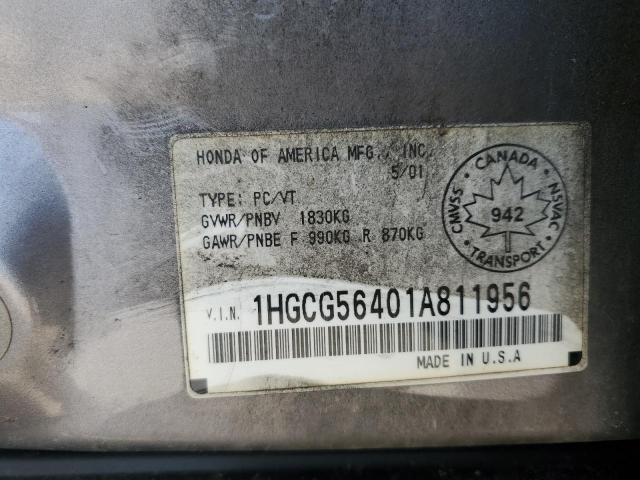 HONDA OF AMERICA MFG., INC.
5/01
TYPE: PC/VT
GVWR/PNBV 1830KG
GAWR/PNBE F 990KG R 870KG
CMVSS CANADA NSVAC
942
TRANSPORT
V.I.N. 1HGCG56401A811956
MADE IN U.S.A